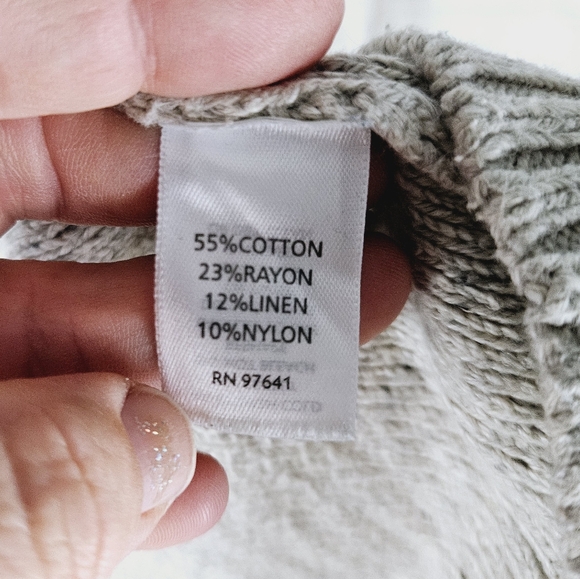 55%COTTON
23%RAYON
12%LINEN
10%NYLON
RN 97641